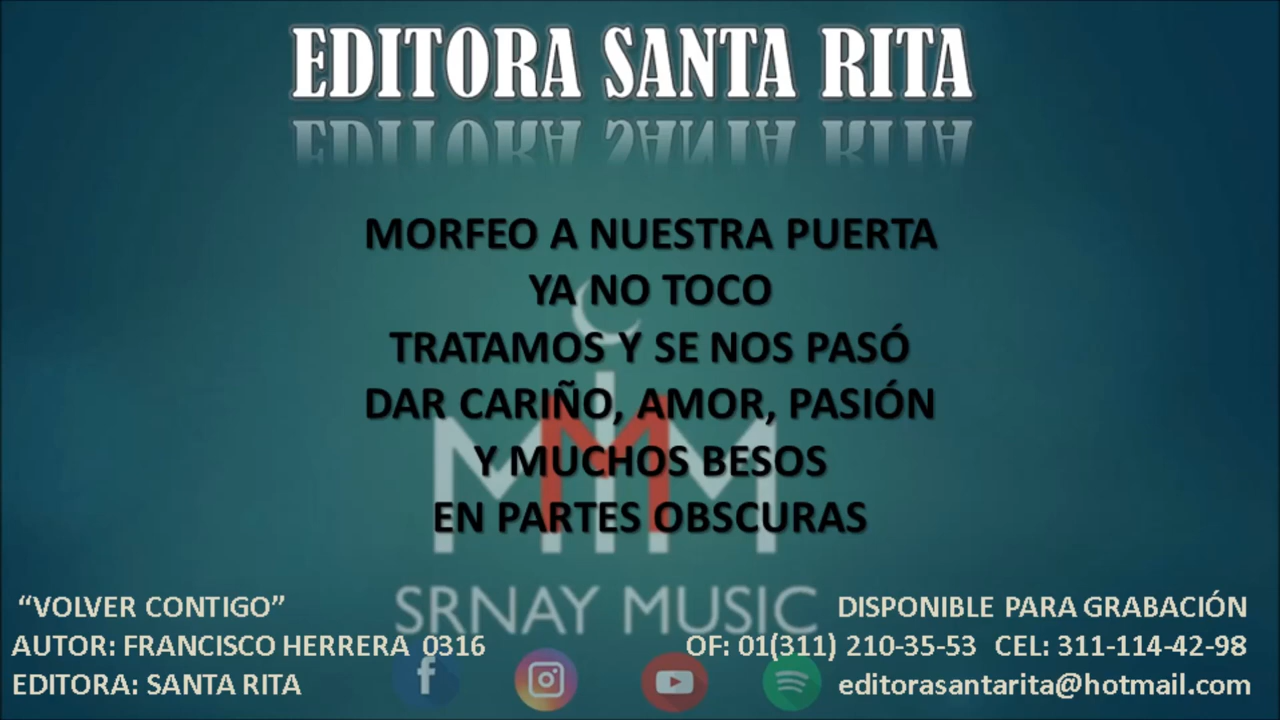 EDITORA SANTA RITA
MORFEO A NUESTRA PUERTA
YA NO TOCO
TRATAMOS Y SE NOS PASÓ
DAR CARIÑO, AMOR, PASIÓN
Y MUCHOS BESOS
EN PARTES OBSCURAS
SRNAY MUSIC
“VOLVER CONTIGO”
AUTOR: FRANCISCO HERRERA 0316
EDITORA: SANTA RITA
DISPONIBLE PARA GRABACIÓN
OF: 01(311) 210-35-53 CEL: 311-114-42-98
editorasantarita@hotmail.com